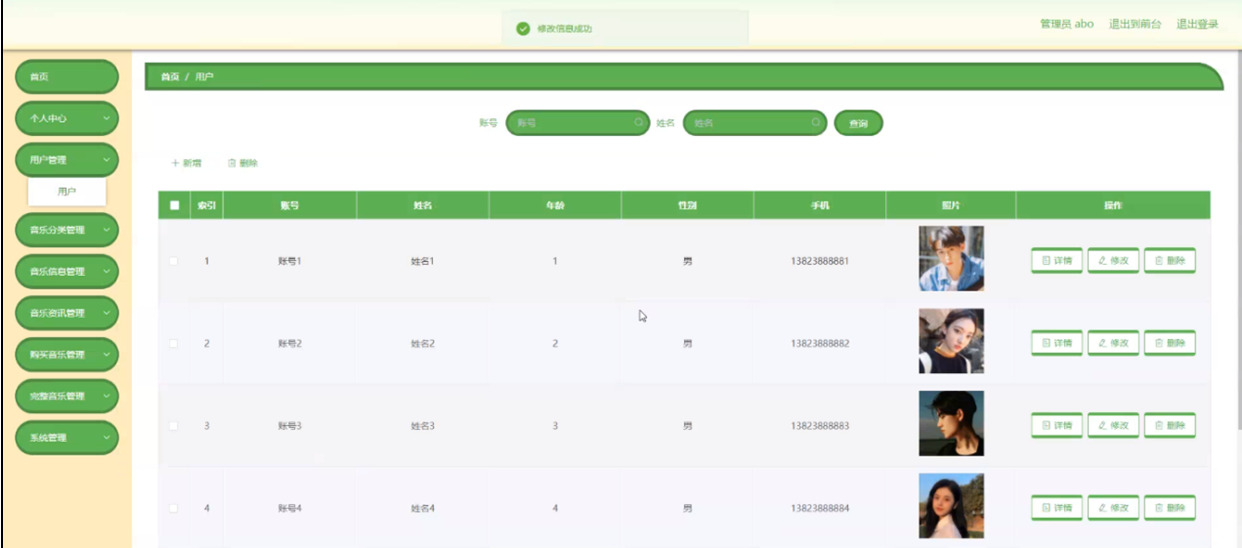 修改信息成功
管理员 abo 退出到前台 退出登录
首页
个人中心
用户管理
用户
音乐分类管理
音乐信息管理
音乐资讯管理
购买音乐管理
完整音乐管理
系统管理
首页 / 用户
账号 账号 姓名 姓名 查询
新增 删除
索引 账号 姓名 年龄 性别 手机 照片 操作
1 账号1 姓名1 1 男 13823888881 详情 修改 删除
2 账号2 姓名2 2 男 13823888882 详情 修改 删除
3 账号3 姓名3 3 男 13823888883 详情 修改 删除
4 账号4 姓名4 4 男 13823888884 详情 修改 删除